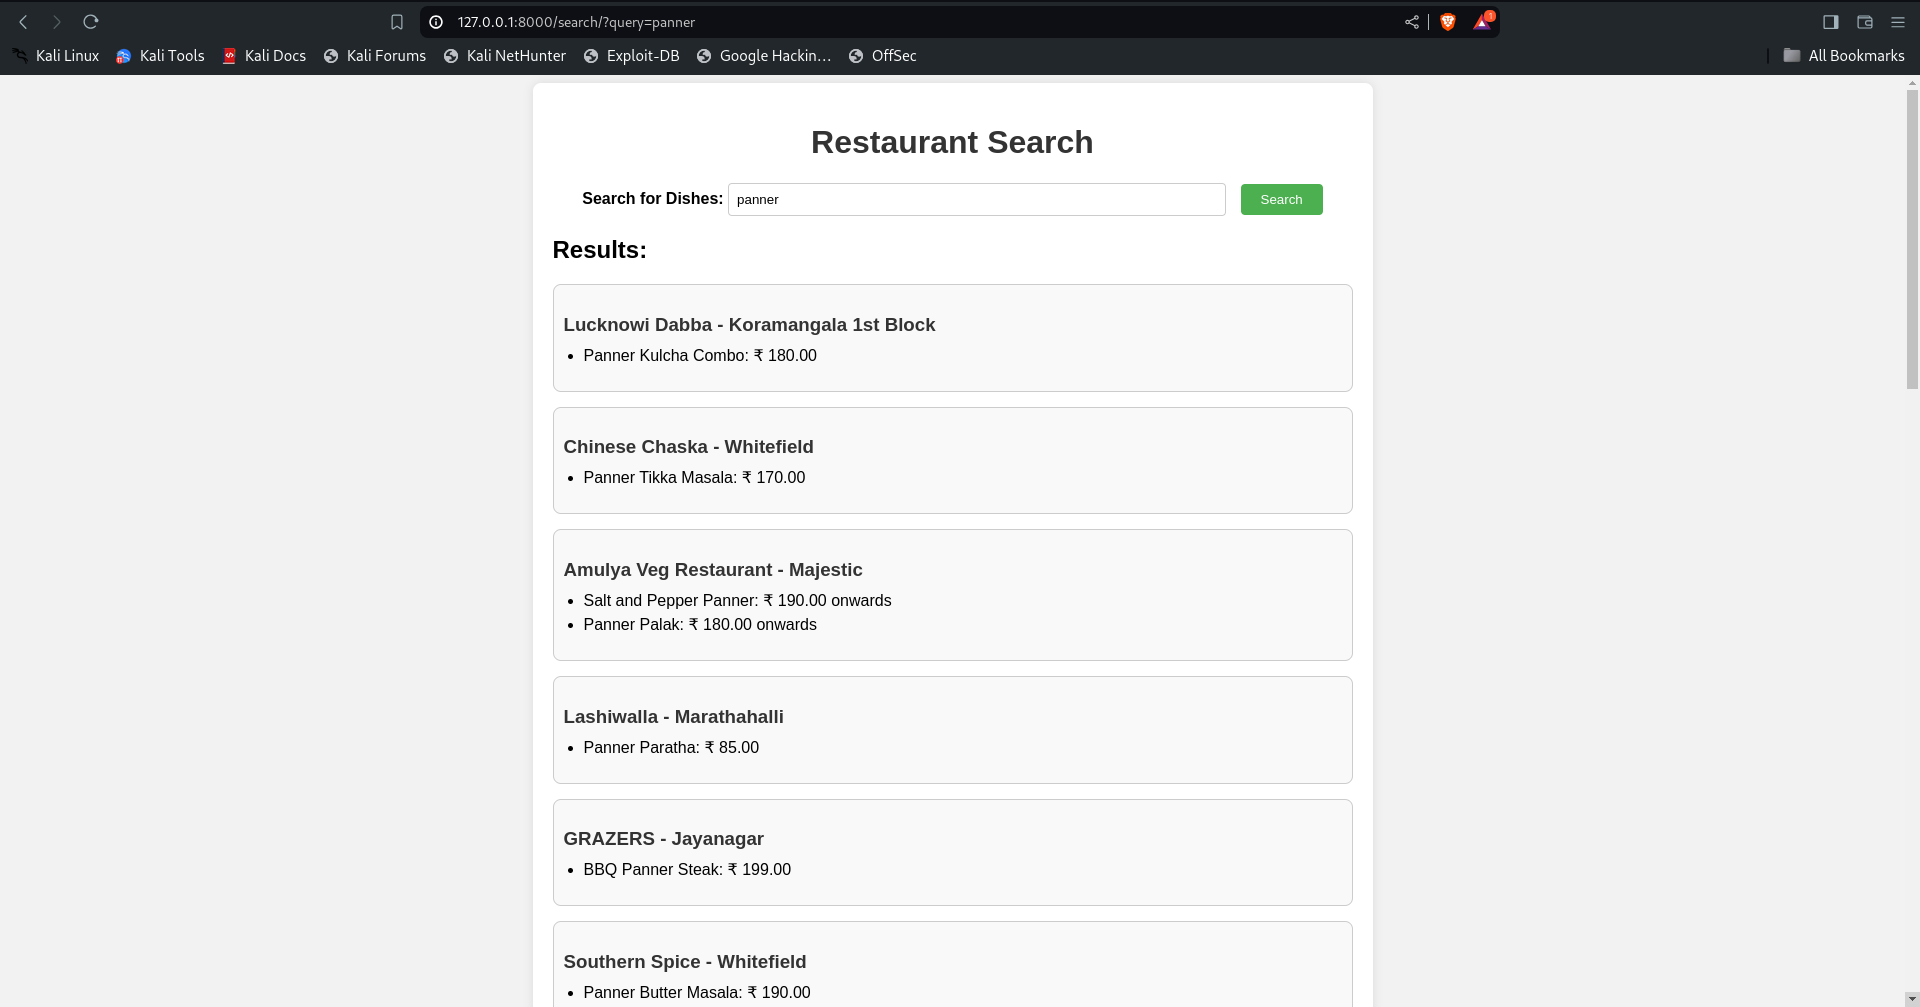 127.0.0.1:8000/search/?query=panner
1
Kali Linux Kali Tools Kali Docs Kali Forums Kali NetHunter Exploit-DB Google Hackin… OffSec All Bookmarks
Restaurant Search
Search for Dishes: panner Search
Results:
Lucknowi Dabba - Koramangala 1st Block
• Panner Kulcha Combo: ₹ 180.00
Chinese Chaska - Whitefield
• Panner Tikka Masala: ₹ 170.00
Amulya Veg Restaurant - Majestic
• Salt and Pepper Panner: ₹ 190.00 onwards
• Panner Palak: ₹ 180.00 onwards
Lashiwalla - Marathahalli
• Panner Paratha: ₹ 85.00
GRAZERS - Jayanagar
• BBQ Panner Steak: ₹ 199.00
Southern Spice - Whitefield
• Panner Butter Masala: ₹ 190.00